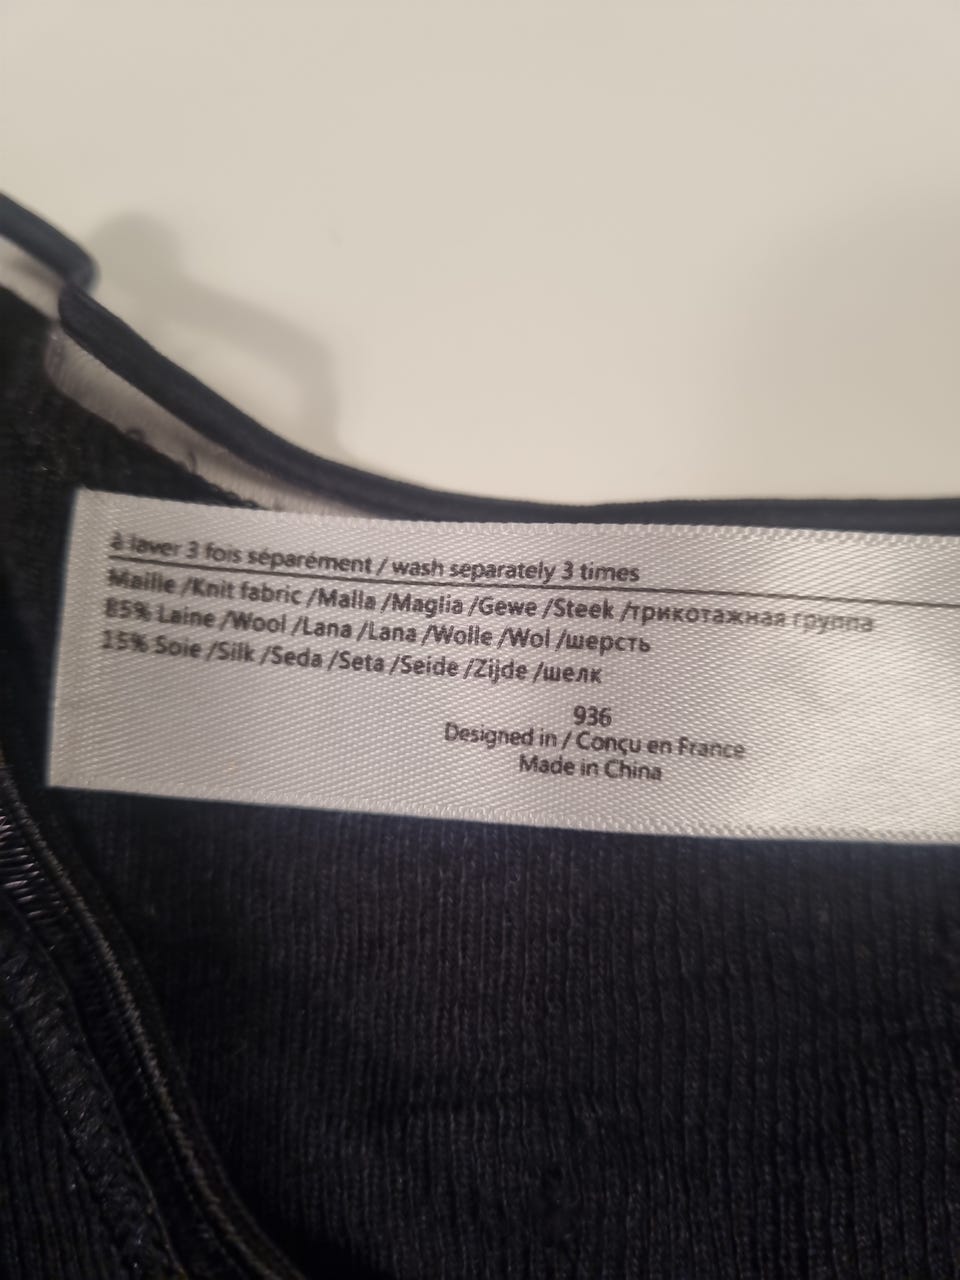 à laver 3 fois séparément / wash separately 3 times
Maille /Knit fabric /Malla /Maglia /Gewe /Steek /трикотажная группа
85% Laine /Wool /Lana /Lana /Wolle /Wol /шерсть
15% Soie /Silk /Seda /Seta /Seide /Zijde /шелк
936
Designed in / Conçu en France
Made in China